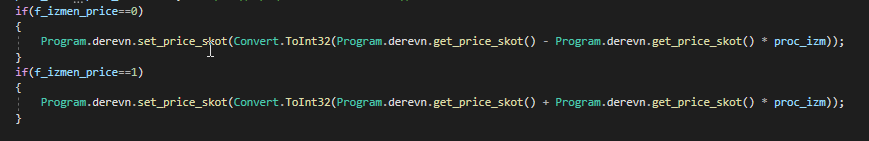 if(f_izmen_price==0)
{
Program.derevn.set_price_skot(Convert.ToInt32(Program.derevn.get_price_skot() - Program.derevn.get_price_skot() * proc_izm));
}
if(f_izmen_price==1)
{
Program.derevn.set_price_skot(Convert.ToInt32(Program.derevn.get_price_skot() + Program.derevn.get_price_skot() * proc_izm));
}